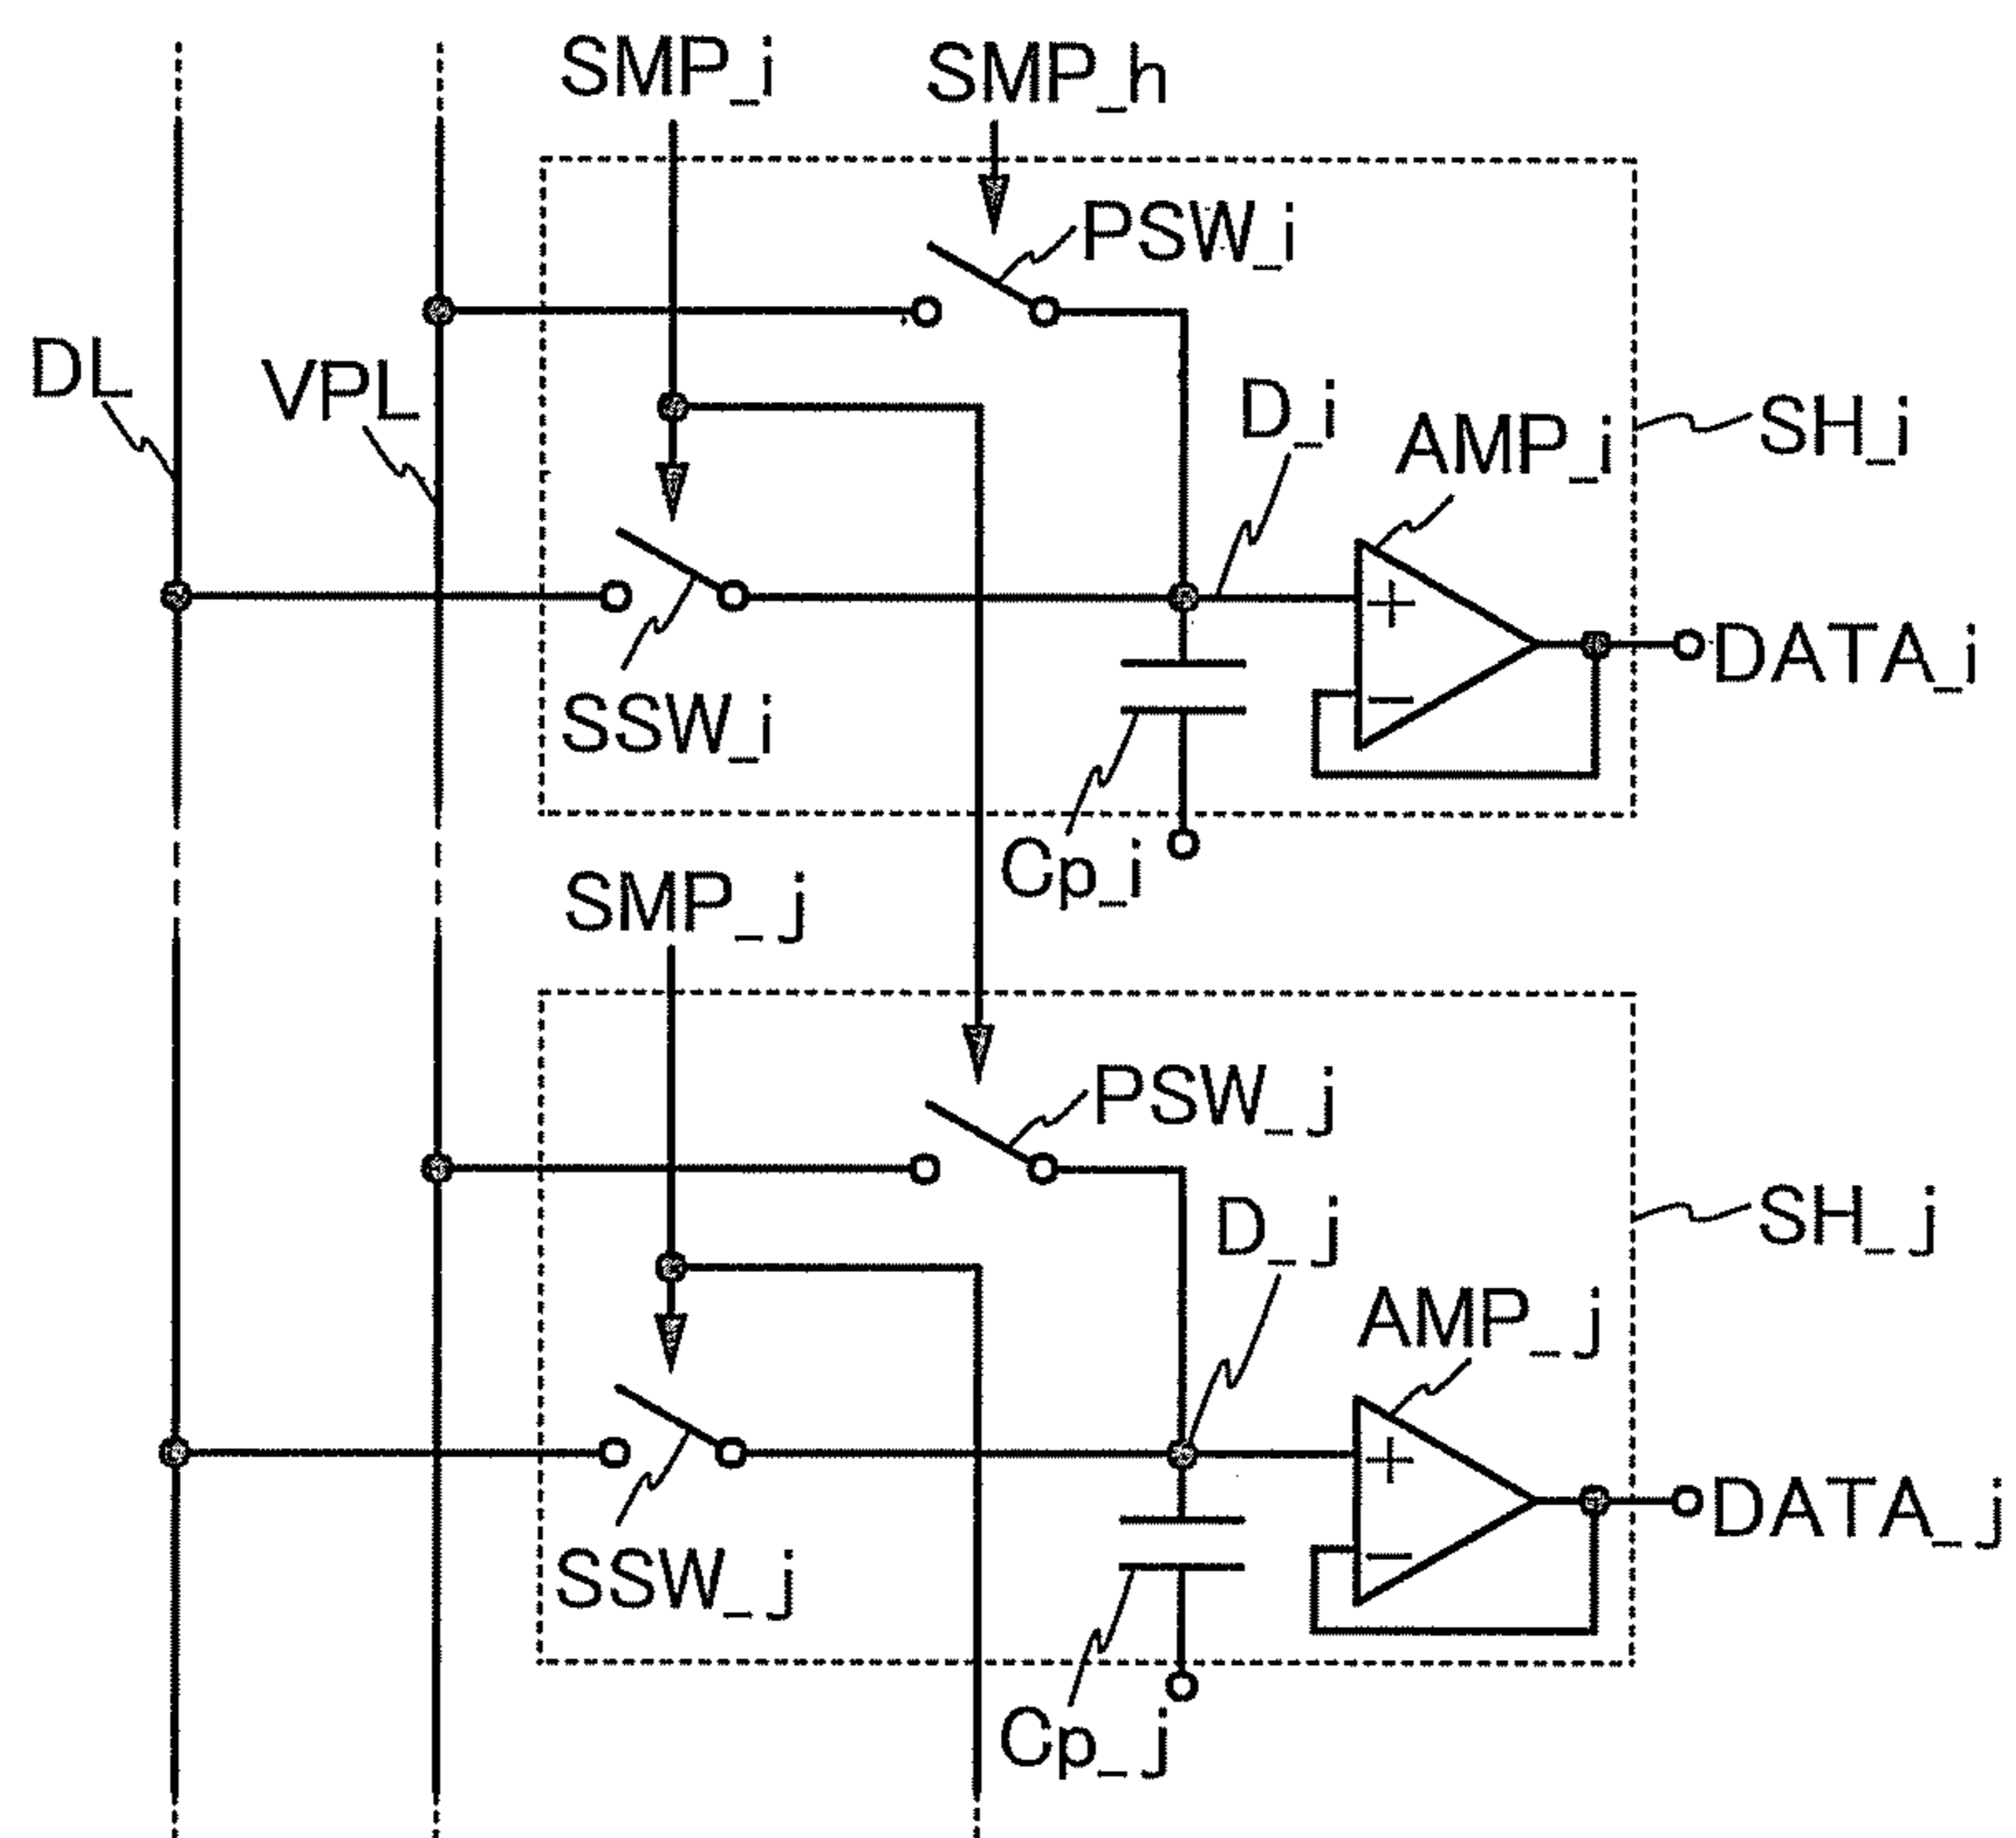 SMP_i
SMP_h
PSW_i
DL
VPL
D_i
AMP_i
SH_i
+
−
DATA_i
SSW_i
Cp_i
SMP_j
PSW_j
D_j
SH_j
AMP_j
+
−
DATA_j
SSW_j
Cp_j